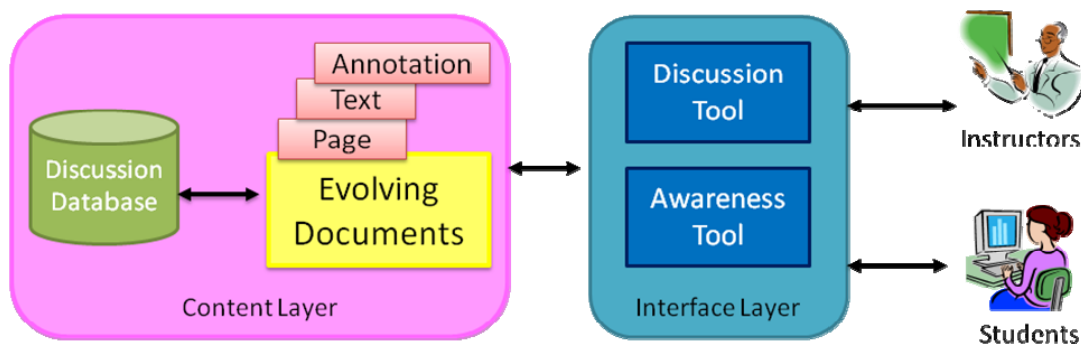 Annotation
Text
Page
Discussion
Database
Evolving
Documents
Content Layer
Discussion
Tool
Awareness
Tool
Interface Layer
Instructors
Students